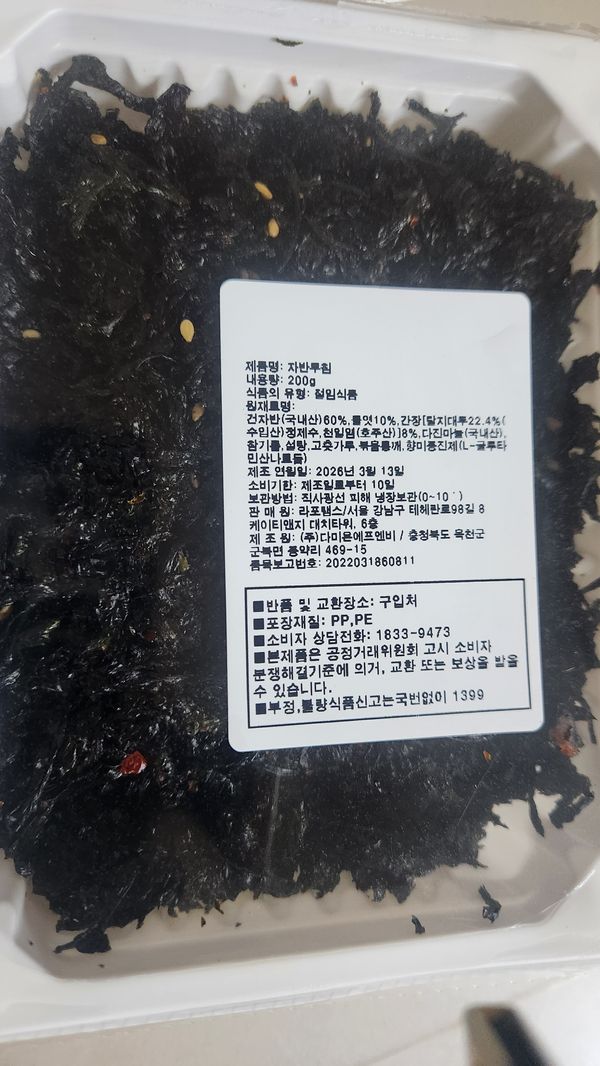 제품명: 자반무침
내용량: 200g
식품의 유형: 절임식품
원재료명:
건자반(국내산)60%,물엿10%,간장[탈지대두22.4%(
수입산)정제수,천일염(호주산)]8%,다진마늘(국내산),
참기름,설탕,고춧가루,볶음통깨,향미증진제(L-글루타
민산나트륨)
제조 연월일: 2026년 3월 13일
소비기한: 제조일로부터 10일
보관방법: 직사광선 피해 냉장보관(0~10˚)
판 매 원: 라포탬스/서울 강남구 테헤란로98길 8
케이티앤지 대치타워, 6층
제 조 원: (주)다미은에프엔비 / 충청북도 옥천군
군북면 증약리 469-15
품목보고번호: 2022031860811
■반품 및 교환장소: 구입처
■포장재질: PP,PE
■소비자 상담전화: 1833-9473
■본제품은 공정거래위원회 고시 소비자
분쟁해결기준에 의거, 교환 또는 보상을 받을
수 있습니다.
■부정,불량식품신고는국번없이 1399